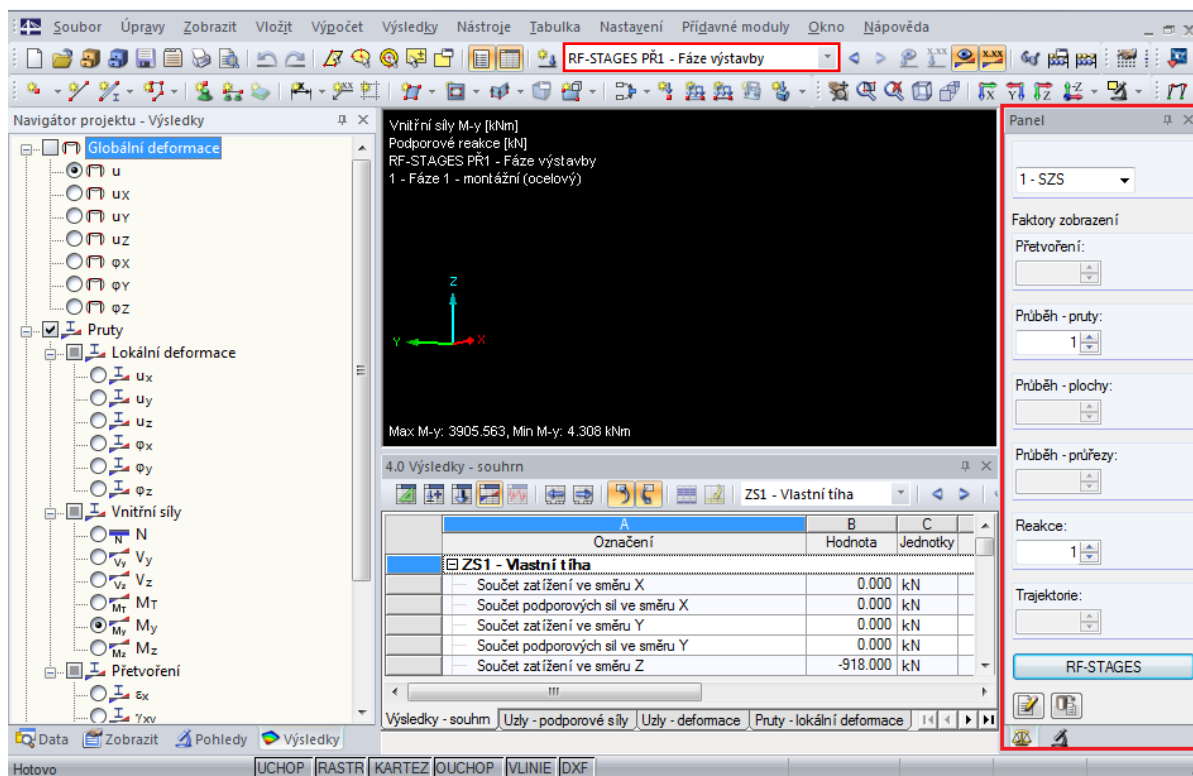 Soubor Úpravy Zobrazit Vložit Výpočet Výsledky Nástroje Tabulka Nastavení Přídavné moduly Okno Nápověda
RF-STAGES PŘ1 - Fáze výstavby
Navigátor projektu - Výsledky
Globální deformace
u
uX
uY
uZ
φX
φY
φZ
Pruty
Lokální deformace
ux
uy
uz
φx
φy
φz
Vnitřní síly
N
Vy
Vz
MT
My
Mz
Přetvoření
εx
γxy
Data Zobrazit Pohledy Výsledky
Vnitřní síly M-y [kNm]
Podporové reakce [kN]
RF-STAGES PŘ1 - Fáze výstavby
1 - Fáze 1 - montážní (ocelový)
Z
Y X
Max M-y: 3905.563, Min M-y: 4.308 kNm
4.0 Výsledky - souhrn
ZS1 - Vlastní tíha
A B C
Označení Hodnota Jednotky
ZS1 - Vlastní tíha
Součet zatížení ve směru X 0.000 kN
Součet podporových sil ve směru X 0.000 kN
Součet zatížení ve směru Y 0.000 kN
Součet podporových sil ve směru Y 0.000 kN
Součet zatížení ve směru Z -918.000 kN
Výsledky - souhrn Uzly - podporové síly Uzly - deformace Pruty - lokální deformace
Panel
1 - SZS
Faktory zobrazení
Přetvoření:
Průběh - pruty:
1
Průběh - plochy:
Průběh - průřezy:
Reakce:
1
Trajektorie:
RF-STAGES
Hotovo UCHOP RASTR KARTEZ OUCHOP VLINIE DXF